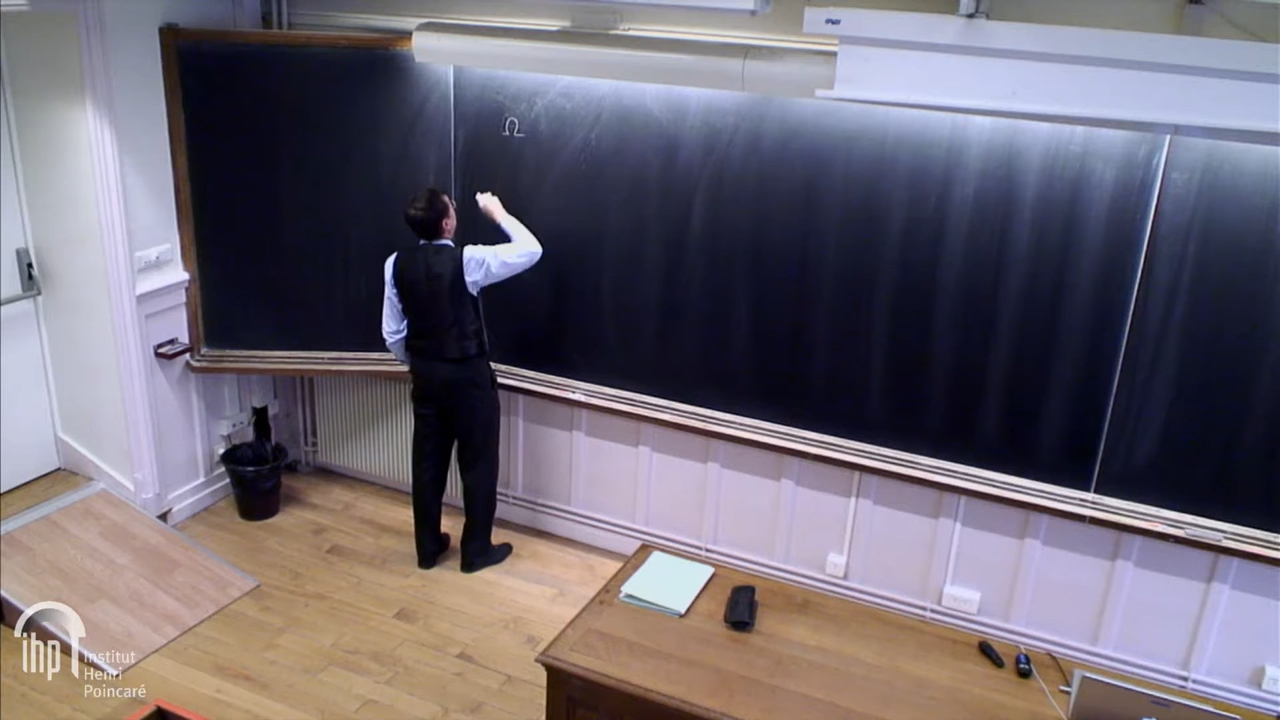 Ω
ihp
Institut
Henri
Poincaré